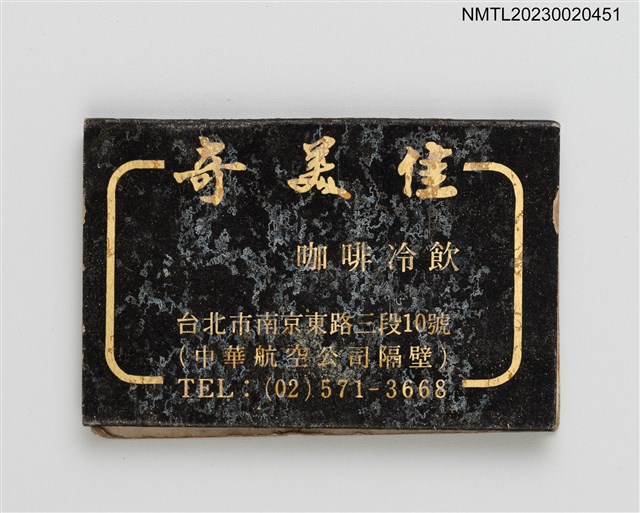 NMTL20230020451
奇美佳
咖啡冷飲
台北市南京東路三段10號
(中華航空公司隔壁)
TEL：(02)571-3668